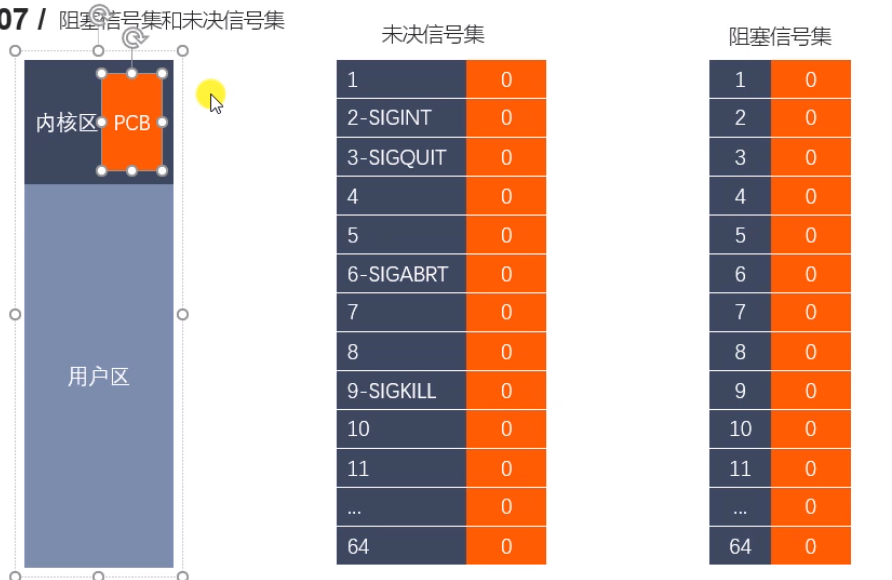 07 / 阻塞信号集和未决信号集
内核区
PCB
用户区
未决信号集
1 0
2-SIGINT 0
3-SIGQUIT 0
4 0
5 0
6-SIGABRT 0
7 0
8 0
9-SIGKILL 0
10 0
11 0
... 0
64 0
阻塞信号集
1 0
2 0
3 0
4 0
5 0
6 0
7 0
8 0
9 0
10 0
11 0
... 0
64 0